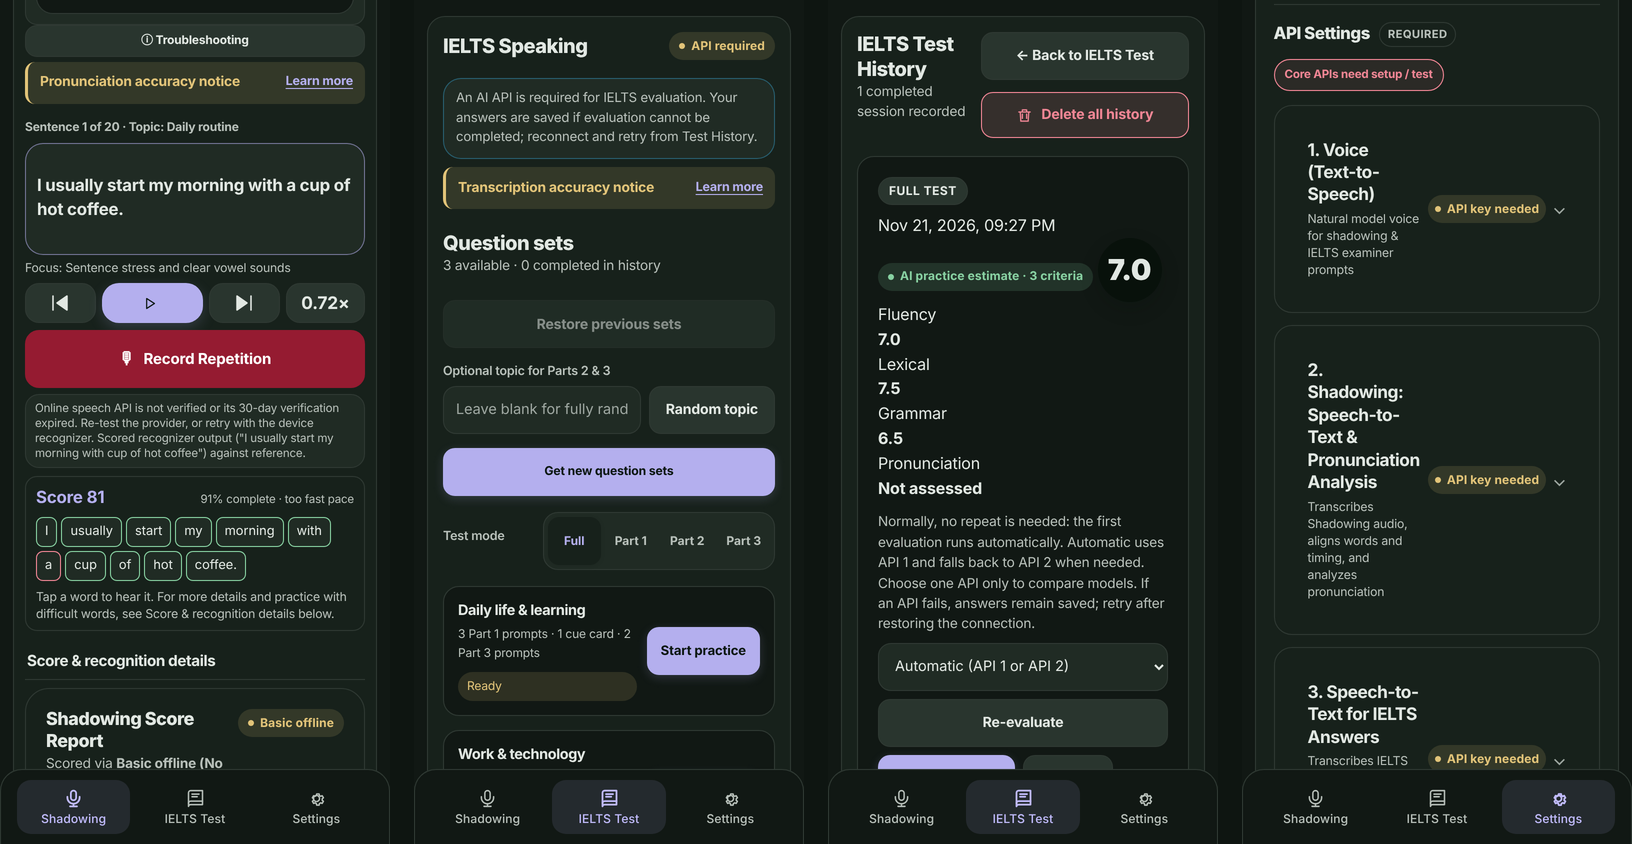 ⓘ Troubleshooting
Pronunciation accuracy notice Learn more
Sentence 1 of 20 · Topic: Daily routine
I usually start my morning with a cup of
hot coffee.
Focus: Sentence stress and clear vowel sounds
0.72×
Record Repetition
Online speech API is not verified or its 30-day verification
expired. Re-test the provider, or retry with the device
recognizer. Scored recognizer output ("I usually start my
morning with cup of hot coffee") against reference.
Score 81 91% complete · too fast pace
I usually start my morning with
a cup of hot coffee.
Tap a word to hear it. For more details and practice with
difficult words, see Score & recognition details below.
Score & recognition details
Shadowing Score
Report
Basic offline
Scored via Basic offline (No
Shadowing IELTS Test Settings
IELTS Speaking
API required
An AI API is required for IELTS evaluation. Your
answers are saved if evaluation cannot be
completed; reconnect and retry from Test History.
Transcription accuracy notice Learn more
Question sets
3 available · 0 completed in history
Restore previous sets
Optional topic for Parts 2 & 3
Leave blank for fully rand Random topic
Get new question sets
Test mode Full Part 1 Part 2 Part 3
Daily life & learning
3 Part 1 prompts · 1 cue card · 2
Part 3 prompts
Ready
Start practice
Work & technology
Shadowing IELTS Test Settings
IELTS Test
History
1 completed
session recorded
← Back to IELTS Test
Delete all history
FULL TEST
Nov 21, 2026, 09:27 PM
AI practice estimate · 3 criteria
7.0
Fluency
7.0
Lexical
7.5
Grammar
6.5
Pronunciation
Not assessed
Normally, no repeat is needed: the first
evaluation runs automatically. Automatic uses
API 1 and falls back to API 2 when needed.
Choose one API only to compare models. If
an API fails, answers remain saved; retry after
restoring the connection.
Automatic (API 1 or API 2)
Re-evaluate
Shadowing IELTS Test Settings
API Settings REQUIRED
Core APIs need setup / test
1. Voice
(Text-to-
Speech)
Natural model voice
for shadowing &
IELTS examiner
prompts
API key needed
2.
Shadowing:
Speech-to-
Text &
Pronunciation
Analysis
Transcribes
Shadowing audio,
aligns words and
timing, and
analyzes
pronunciation
API key needed
3. Speech-to-
Text for IELTS
Answers
Transcribes IELTS
API key needed
Shadowing IELTS Test Settings